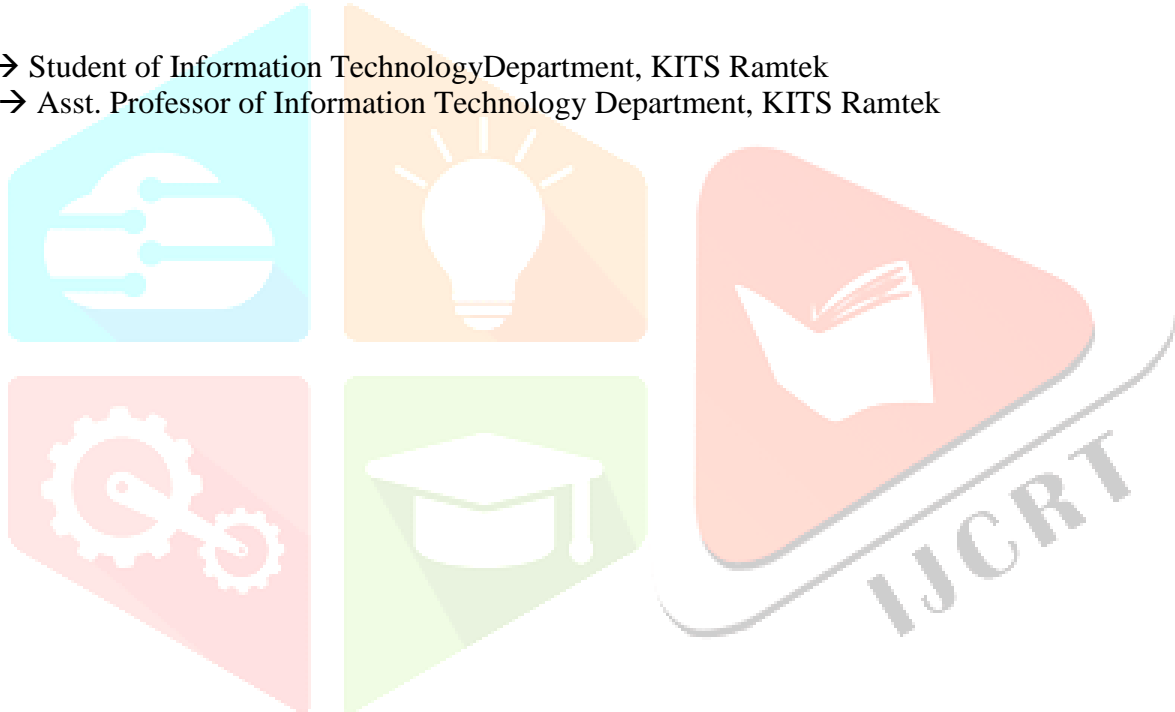 → Student of Information TechnologyDepartment, KITS Ramtek
→ Asst. Professor of Information Technology Department, KITS Ramtek
IJCRT